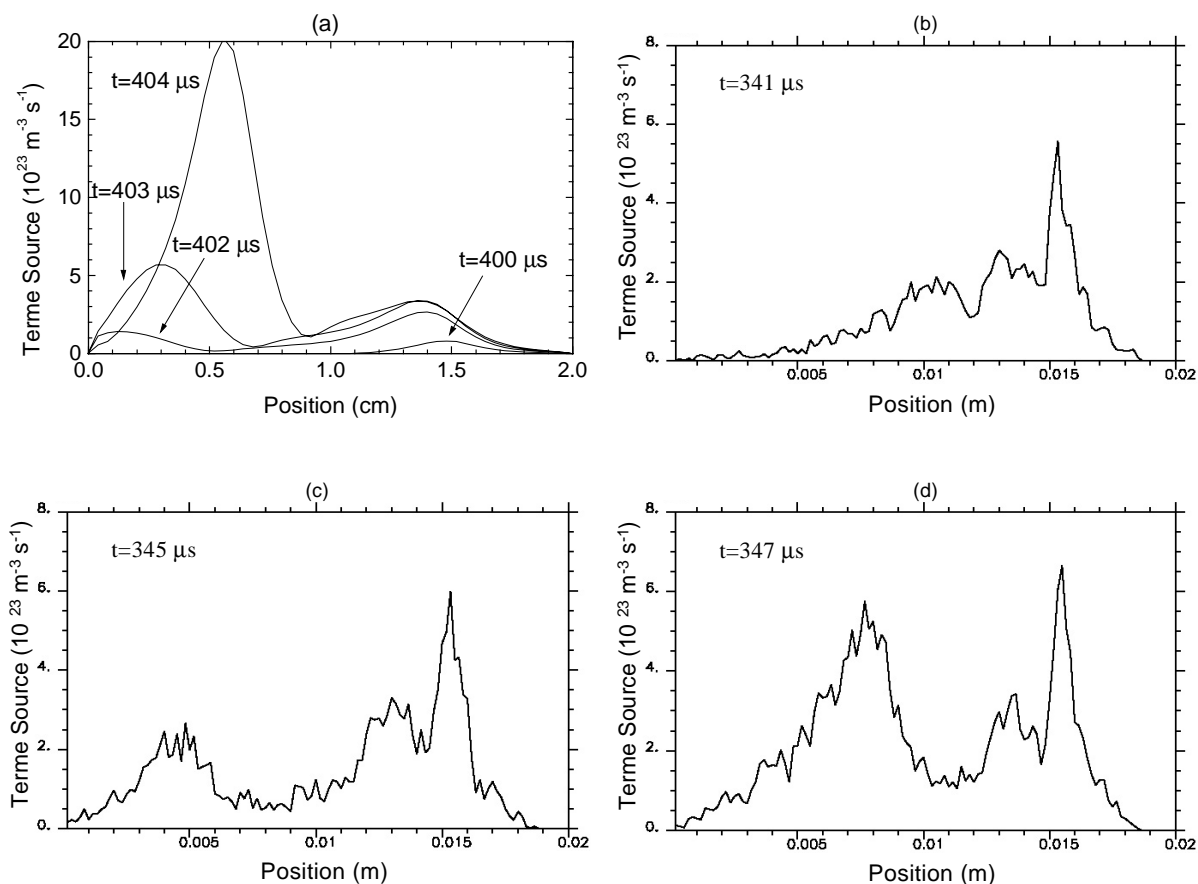 (a)
Terme Source (10²³ m⁻³ s⁻¹)
20
15
10
5
0
t=404 μs
t=403 μs
t=402 μs
t=400 μs
0.0 0.5 1.0 1.5 2.0
Position (cm)
(b)
Terme Source (10 ²³ m⁻³ s⁻¹)
8.
6.
4.
2.
0.
t=341 μs
0.005 0.01 0.015 0.02
Position (m)
(c)
Terme Source (10 ²³ m⁻³ s⁻¹)
8.
6.
4.
2.
0.
t=345 μs
0.005 0.01 0.015 0.02
Position (m)
(d)
Terme Source (10 ²³ m⁻³ s⁻¹)
8.
6.
4.
2.
0.
t=347 μs
0.005 0.01 0.015 0.02
Position (m)